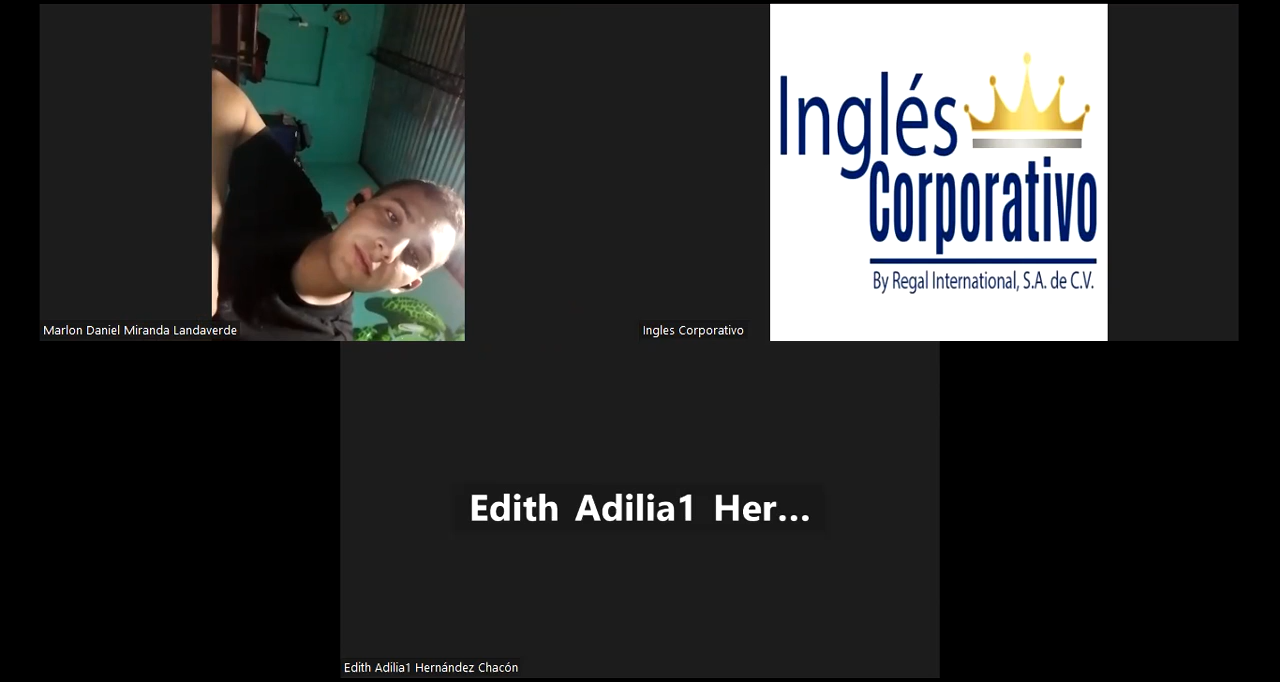 Inglés
Corporativo
By Regal International, S.A. de C.V.
Marlon Daniel Miranda Landaverde
Ingles Corporativo
Edith Adilia1 Her...
Edith Adilia1 Hernández Chacón